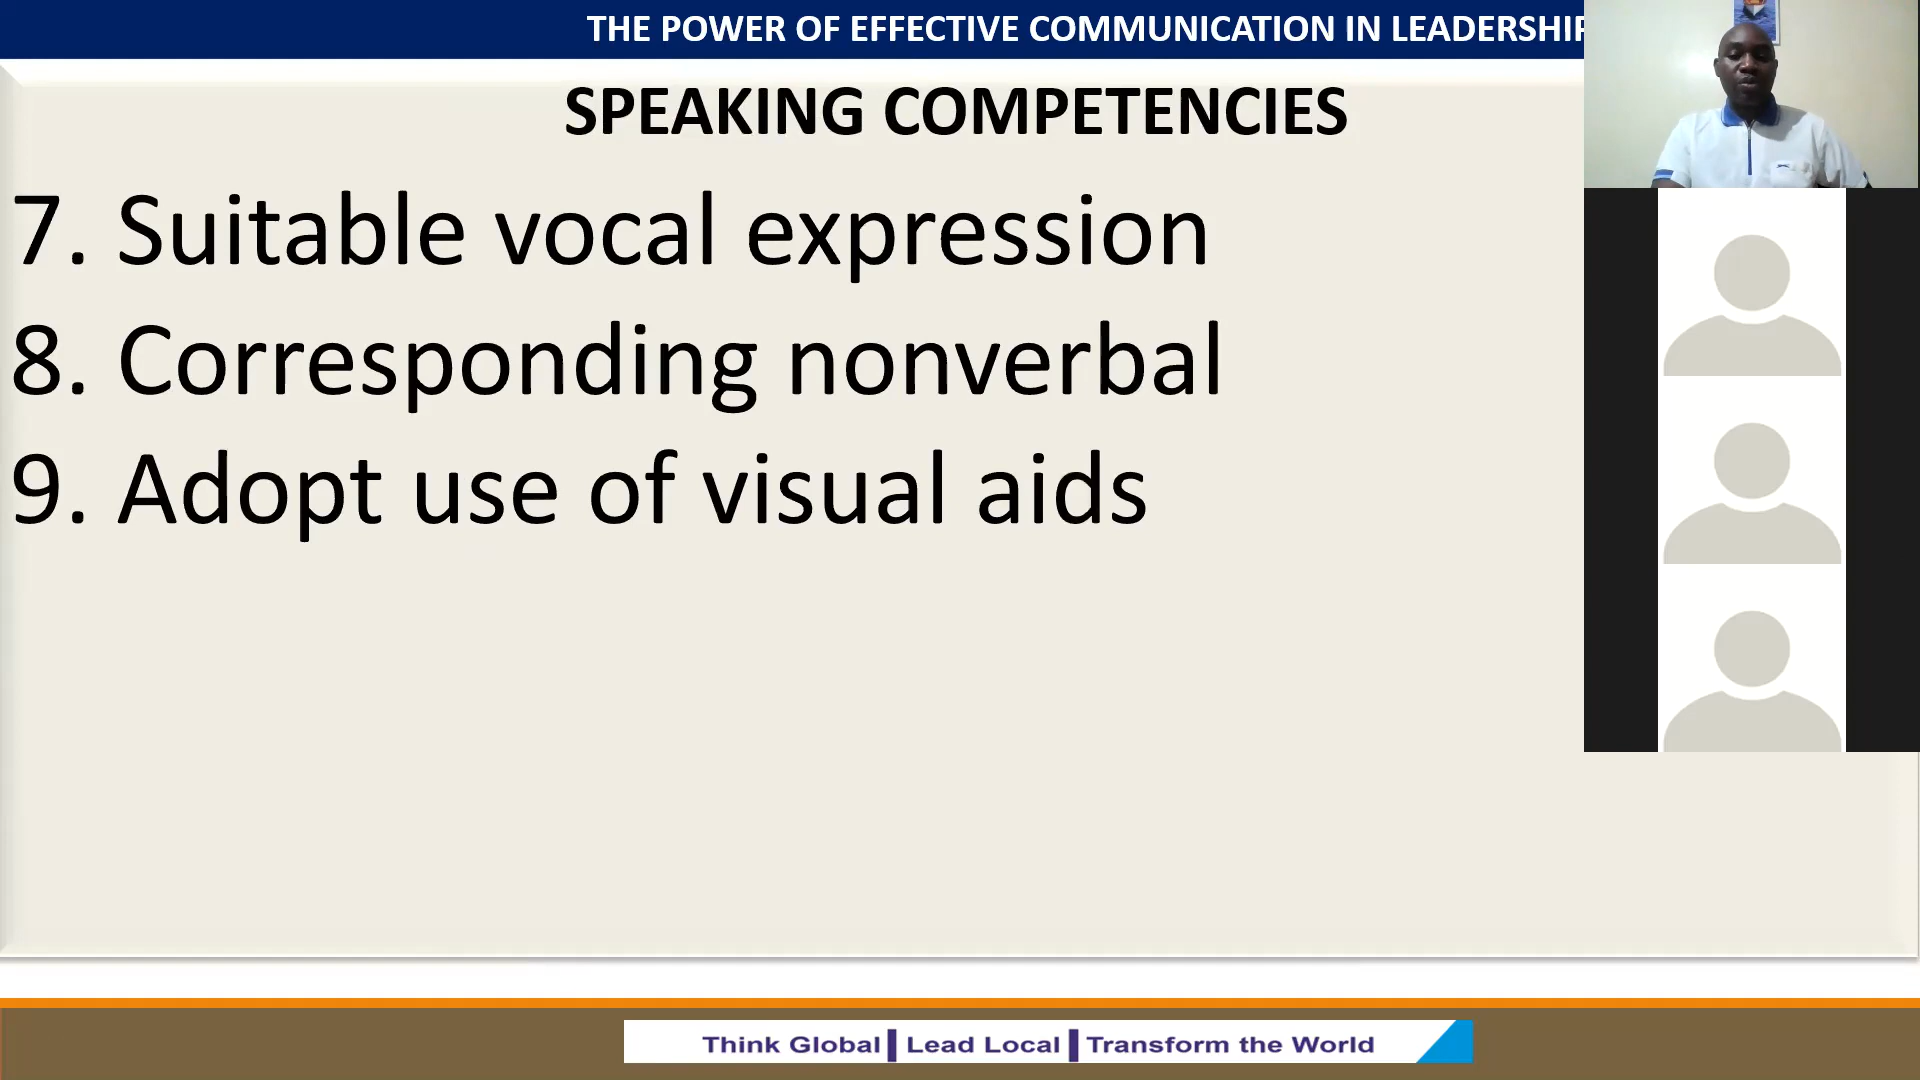 THE POWER OF EFFECTIVE COMMUNICATION IN LEADERSHIP
SPEAKING COMPETENCIES
7. Suitable vocal expression
8. Corresponding nonverbal
9. Adopt use of visual aids
Think Global Lead Local Transform the World